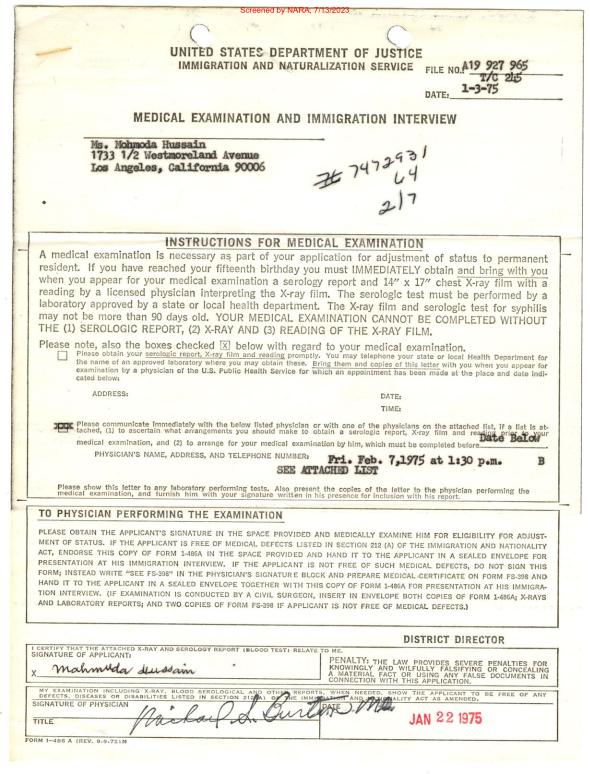 Screened by NARA, 7/13/2023
UNITED STATES DEPARTMENT OF JUSTICE
IMMIGRATION AND NATURALIZATION SERVICE
FILE NO. A19 927 965
T/C 245
DATE: 1-3-75
MEDICAL EXAMINATION AND IMMIGRATION INTERVIEW
Ms. Mohmoda Hussain
1733 1/2 Westmoreland Avenue
Los Angeles, California 90006
7472931
64
2/7
INSTRUCTIONS FOR MEDICAL EXAMINATION
A medical examination is necessary as part of your application for adjustment of status to permanent
resident. If you have reached your fifteenth birthday you must IMMEDIATELY obtain and bring with you
when you appear for your medical examination a serology report and 14" x 17" chest X-ray film with a
reading by a licensed physician interpreting the X-ray film. The serologic test must be performed by a
laboratory approved by a state or local health department. The X-ray film and serologic test for syphilis
may not be more than 90 days old. YOUR MEDICAL EXAMINATION CANNOT BE COMPLETED WITHOUT
THE (1) SEROLOGIC REPORT, (2) X-RAY AND (3) READING OF THE X-RAY FILM.
Please note, also the boxes checked X below with regard to your medical examination.
Please obtain your serologic report, X-ray film and reading promptly. You may telephone your state or local Health Department for
the name of an approved laboratory where you may obtain these. Bring them and copies of this letter with you when you appear for
examination by a physician of the U.S. Public Health Service for which an appointment has been made at the place and date indi-
cated below:
ADDRESS:
DATE:
TIME:
XXX Please communicate immediately with the below listed physician or with one of the physicians on the attached list, if a list is at-
tached, (1) to ascertain what arrangements you should make to obtain a serologic report, X-ray film and reading prior to your
medical examination, and (2) to arrange for your medical examination by him, which must be completed before Date Below
PHYSICIAN'S NAME, ADDRESS, AND TELEPHONE NUMBER: Fri. Feb. 7,1975 at 1:30 p.m. B
SEE ATTACHED LIST
Please show this letter to any laboratory performing tests. Also present the copies of the letter to the physician performing the
medical examination, and furnish him with your signature written in his presence for inclusion with his report.
TO PHYSICIAN PERFORMING THE EXAMINATION
PLEASE OBTAIN THE APPLICANT'S SIGNATURE IN THE SPACE PROVIDED AND MEDICALLY EXAMINE HIM FOR ELIGIBILITY FOR ADJUST-
MENT OF STATUS. IF THE APPLICANT IS FREE OF MEDICAL DEFECTS LISTED IN SECTION 212 (A) OF THE IMMIGRATION AND NATIONALITY
ACT, ENDORSE THIS COPY OF FORM I-486A IN THE SPACE PROVIDED AND HAND IT TO THE APPLICANT IN A SEALED ENVELOPE FOR
PRESENTATION AT HIS IMMIGRATION INTERVIEW. IF THE APPLICANT IS NOT FREE OF SUCH MEDICAL DEFECTS, DO NOT SIGN THIS
FORM; INSTEAD WRITE "SEE FS-398" IN THE PHYSICIAN'S SIGNATURE BLOCK AND PREPARE MEDICAL CERTIFICATE ON FORM FS-398 AND
HAND IT TO THE APPLICANT IN A SEALED ENVELOPE TOGETHER WITH THIS COPY OF FORM I-486A FOR PRESENTATION AT HIS IMMIGRA-
TION INTERVIEW. (IF EXAMINATION IS CONDUCTED BY A CIVIL SURGEON, INSERT IN ENVELOPE BOTH COPIES OF FORM I-486A; X-RAYS
AND LABORATORY REPORTS; AND TWO COPIES OF FORM FS-398 IF APPLICANT IS NOT FREE OF MEDICAL DEFECTS.)
DISTRICT DIRECTOR
I CERTIFY THAT THE ATTACHED X-RAY AND SEROLOGY REPORT (BLOOD TEST) RELATE TO ME.
SIGNATURE OF APPLICANT:
X Mahmuda Hussain
PENALTY: THE LAW PROVIDES SEVERE PENALTIES FOR
KNOWINGLY AND WILFULLY FALSIFYING OR CONCEALING
A MATERIAL FACT OR USING ANY FALSE DOCUMENTS IN
CONNECTION WITH THIS APPLICATION.
MY EXAMINATION INCLUDING X-RAY, BLOOD SEROLOGICAL AND OTHER REPORTS, WHEN NEEDED, SHOW THE APPLICANT TO BE FREE OF ANY
DEFECTS, DISEASES OR DISABILITIES LISTED IN SECTION 212(A) OF THE IMMIGRATION AND NATIONALITY ACT AS AMENDED.
SIGNATURE OF PHYSICIAN
DATE
TITLE
JAN 22 1975
FORM I-486 A (REV. 9-9-72)N